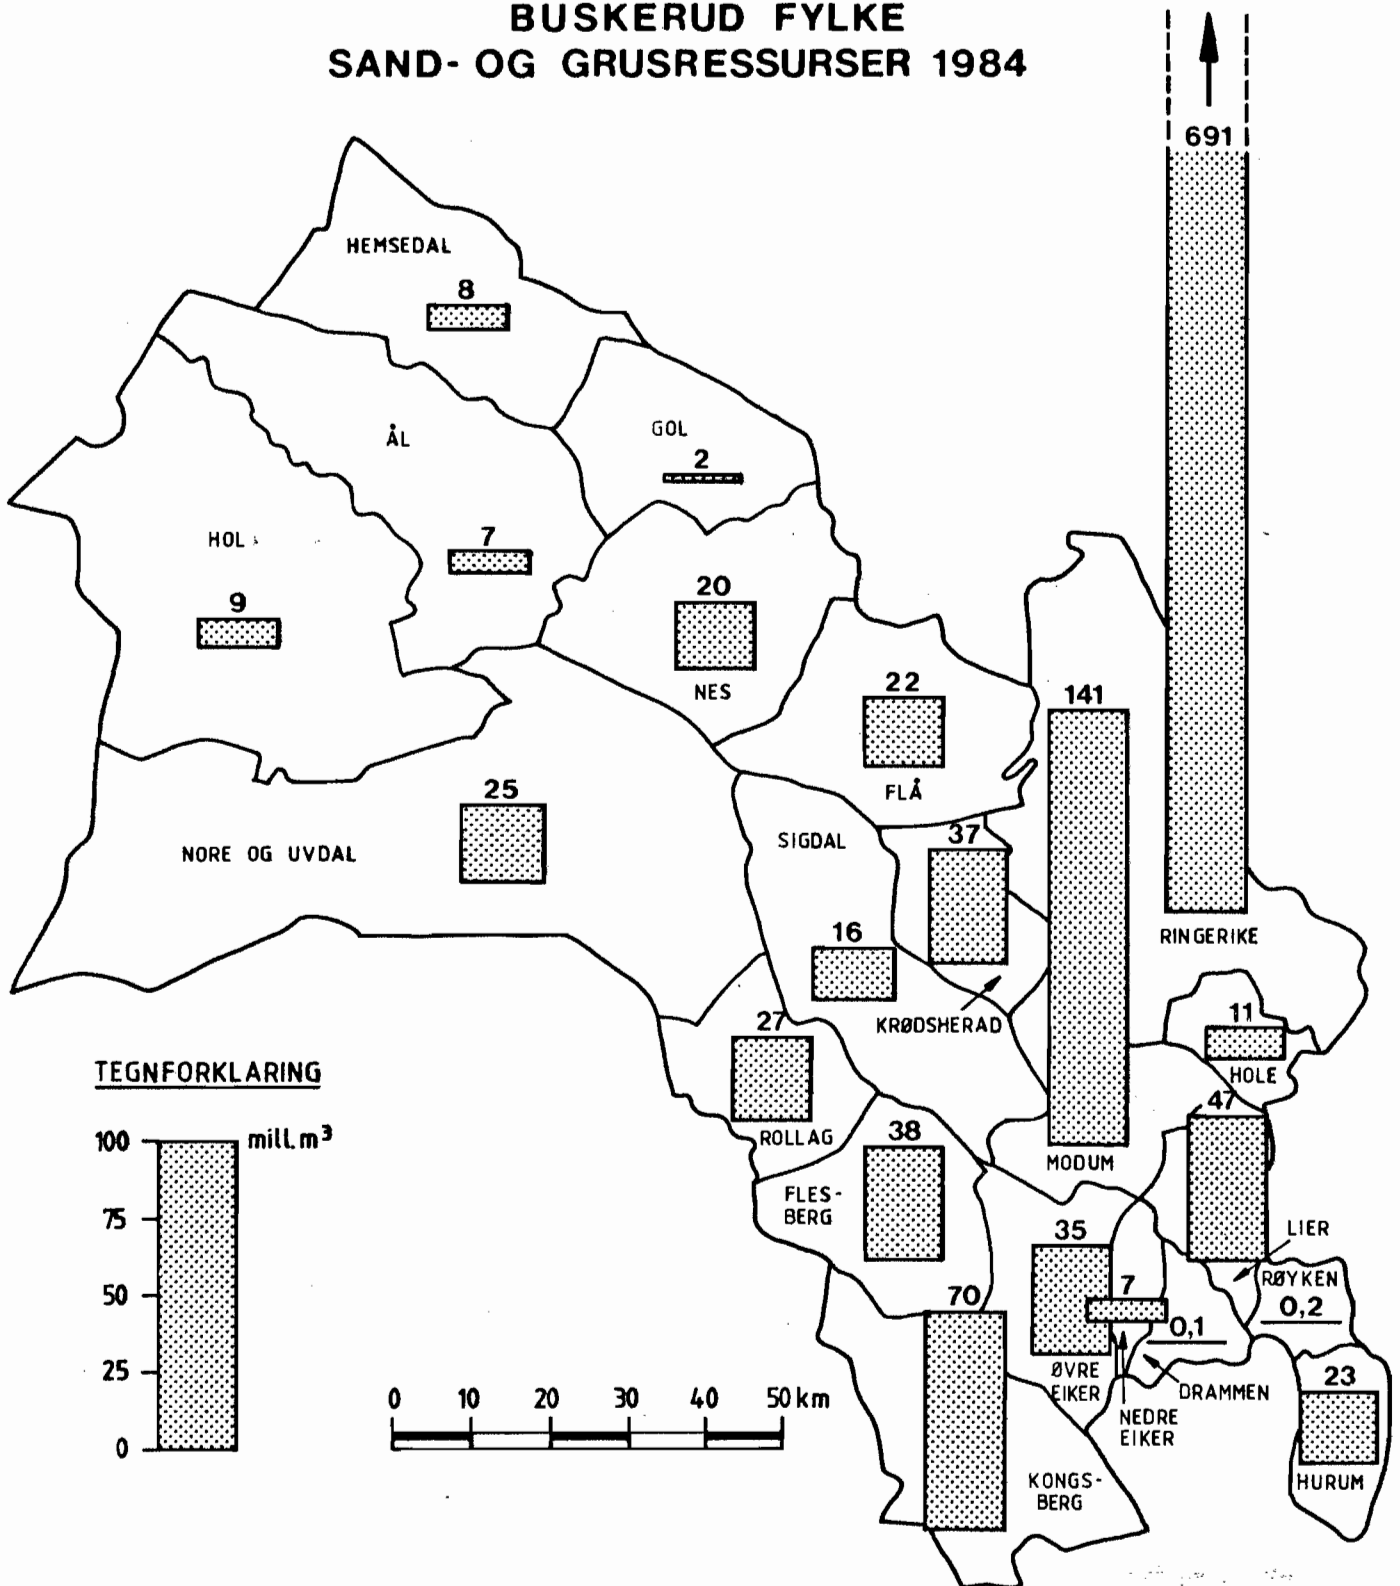 BUSKERUD FYLKE
SAND- OG GRUSRESSURSER 1984
691
HEMSEDAL
8
ÅL
7
GOL
2
HOL
9
20
NES
22
FLÅ
141
MODUM
25
NORE OG UVDAL
SIGDAL
16
37
KRØDSHERAD
RINGERIKE
11
HOLE
27
ROLLAG
47
LIER
38
FLES-
BERG
35
ØVRE
EIKER
7
NEDRE
EIKER
0,1
DRAMMEN
RØYKEN
0,2
23
HURUM
70
KONGS-
BERG
TEGNFORKLARING
100 mill. m³
75
50
25
0
0 10 20 30 40 50 km